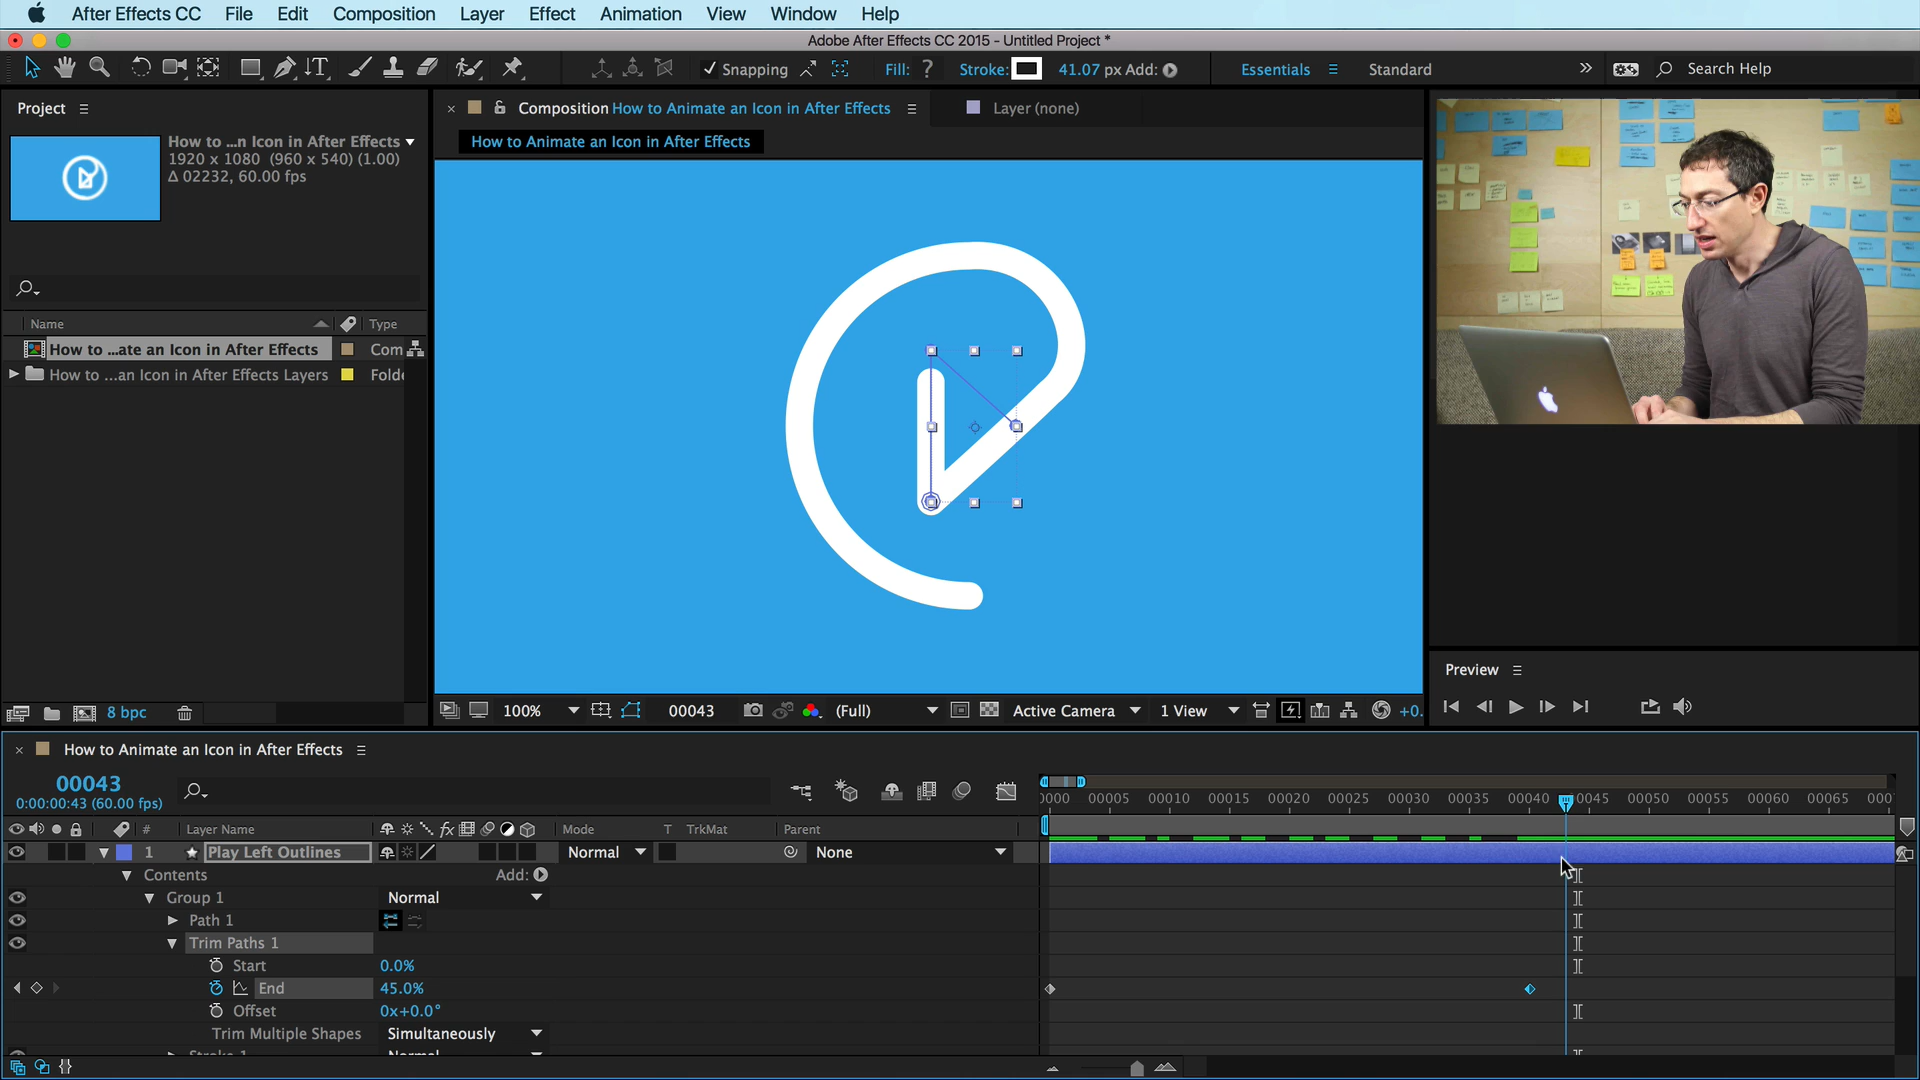 After Effects CC File Edit Composition Layer Effect Animation View Window Help
Adobe After Effects CC 2015 - Untitled Project *
Snapping Fill: ? Stroke: 41.07 px Add: Essentials Standard Search Help
Project
Composition How to Animate an Icon in After Effects
Layer (none)
How to Animate an Icon in After Effects
How to ...n Icon in After Effects
1920 x 1080 (960 x 540) (1.00)
Δ 02232, 60.00 fps
Name Type
How to ...ate an Icon in After Effects Com
How to ...an Icon in After Effects Layers Folde
8 bpc
100% 00043 (Full) Active Camera 1 View +0.
Preview
How to Animate an Icon in After Effects
00043
0:00:00:43 (60.00 fps)
0000 00005 00010 00015 00020 00025 00030 00035 00040 00045 00050 00055 00060 00065 0007
# Layer Name fx Mode T TrkMat Parent
1 Play Left Outlines Normal None
Contents Add:
Group 1 Normal
Path 1
Trim Paths 1
Start 0.0%
End 45.0%
Offset 0x+0.0°
Trim Multiple Shapes Simultaneously
Stroke 1 Normal